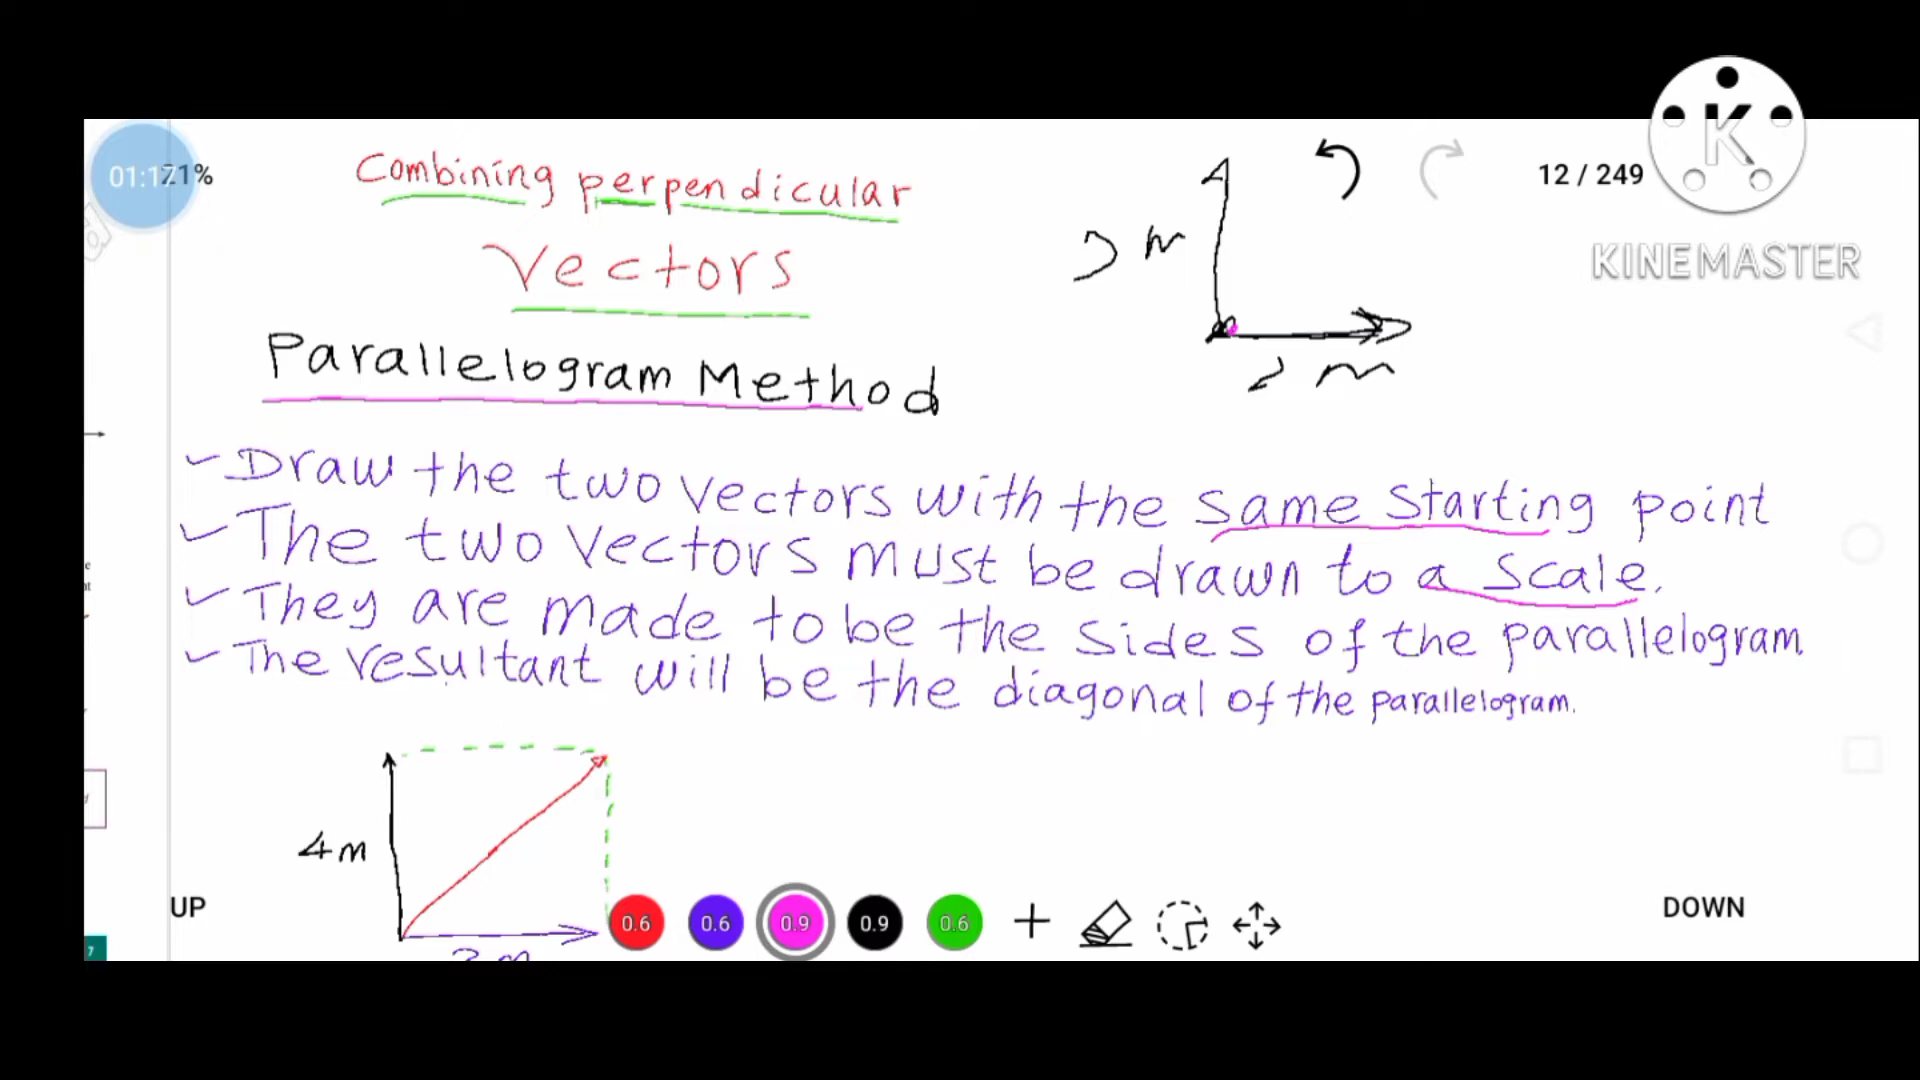 21%
12 / 249
KINEMASTER
Combining perpendicular
Vectors
Parallelogram Method
m
2 m
Draw the two vectors with the same starting point
The two vectors must be drawn to a scale.
They are made to be the sides of the parallelogram.
The resultant will be the diagonal of the parallelogram.
4m
UP
0.6
0.6
0.9
0.9
0.6
DOWN
7